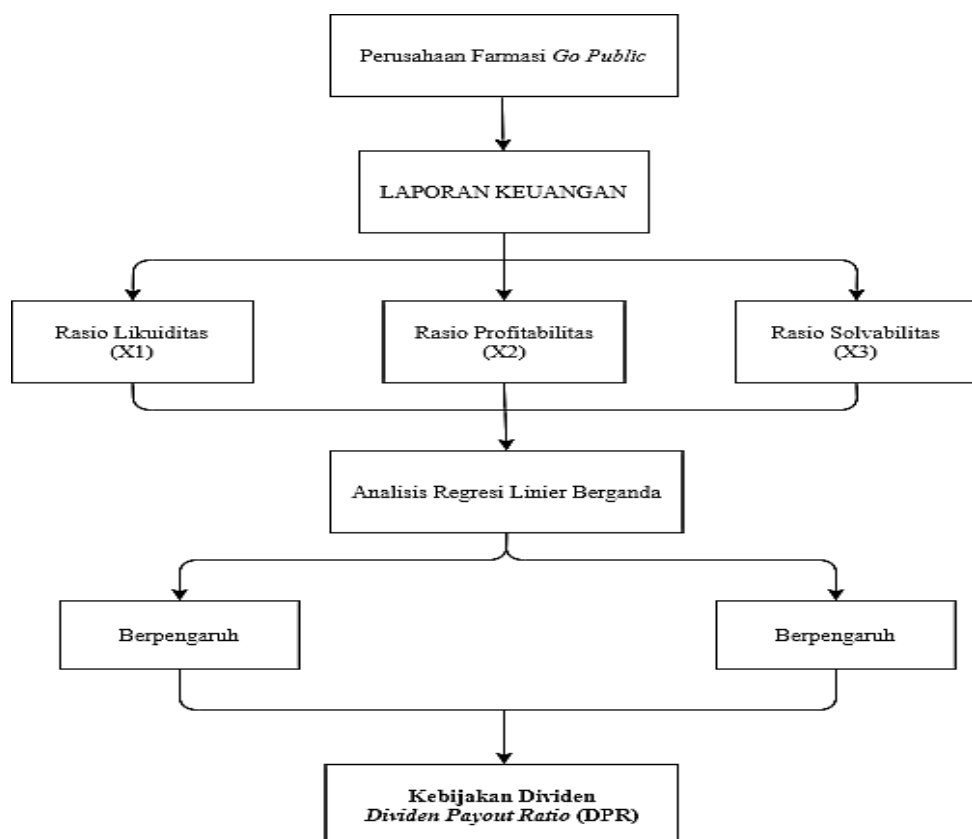 Perusahaan Farmasi Go Public
LAPORAN KEUANGAN
Rasio Likuiditas
(X1)
Rasio Profitabilitas
(X2)
Rasio Solvabilitas
(X3)
Analisis Regresi Linier Berganda
Berpengaruh
Berpengaruh
Kebijakan Dividen
Dividen Payout Ratio (DPR)